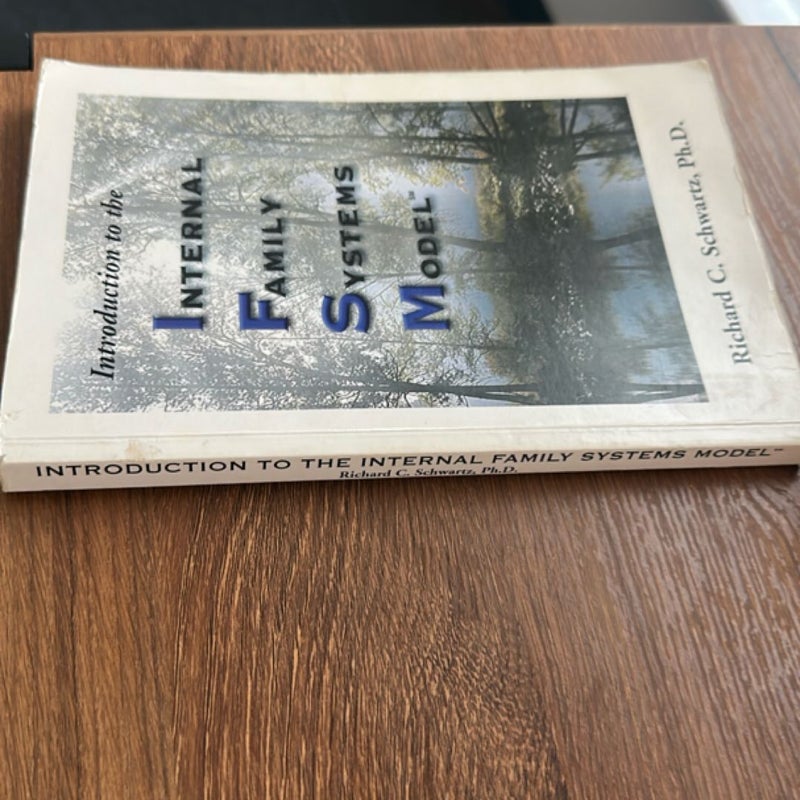 Introduction to the
INTERNAL
FAMILY
SYSTEMS
MODEL™
Richard C. Schwartz, Ph.D.
INTRODUCTION TO THE INTERNAL FAMILY SYSTEMS MODEL™
Richard C. Schwartz, Ph.D.